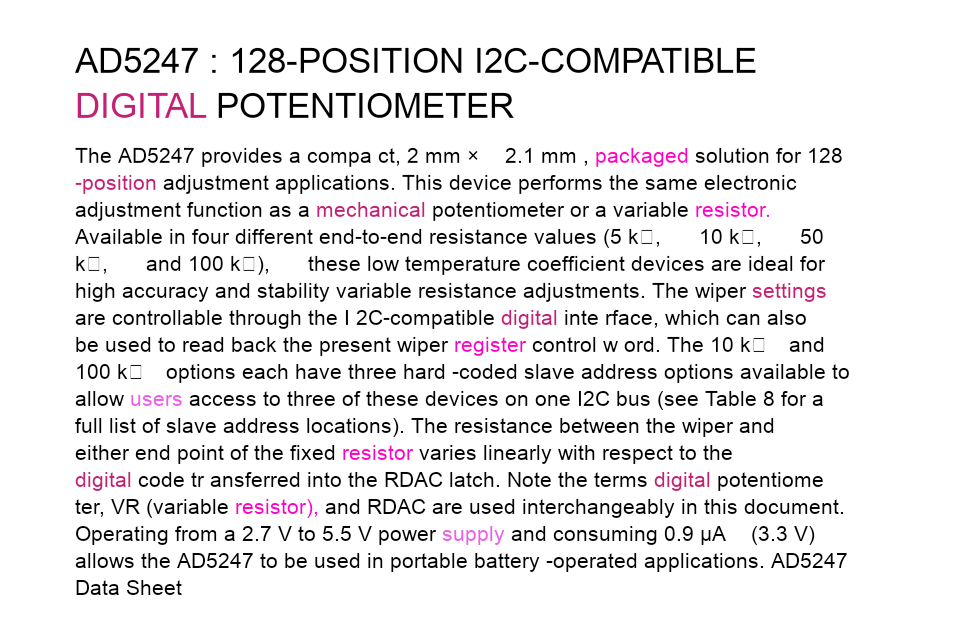 AD5247 : 128-POSITION I2C-COMPATIBLE
DIGITAL POTENTIOMETER
The AD5247 provides a compa ct, 2 mm × 2.1 mm , packaged solution for 128
-position adjustment applications. This device performs the same electronic
adjustment function as a mechanical potentiometer or a variable resistor.
Available in four different end-to-end resistance values (5 k□, 10 k□, 50
k□, and 100 k□), these low temperature coefficient devices are ideal for
high accuracy and stability variable resistance adjustments. The wiper settings
are controllable through the I 2C-compatible digital inte rface, which can also
be used to read back the present wiper register control w ord. The 10 k□ and
100 k□ options each have three hard -coded slave address options available to
allow users access to three of these devices on one I2C bus (see Table 8 for a
full list of slave address locations). The resistance between the wiper and
either end point of the fixed resistor varies linearly with respect to the
digital code tr ansferred into the RDAC latch. Note the terms digital potentiome
ter, VR (variable resistor), and RDAC are used interchangeably in this document.
Operating from a 2.7 V to 5.5 V power supply and consuming 0.9 μA (3.3 V)
allows the AD5247 to be used in portable battery -operated applications. AD5247
Data Sheet